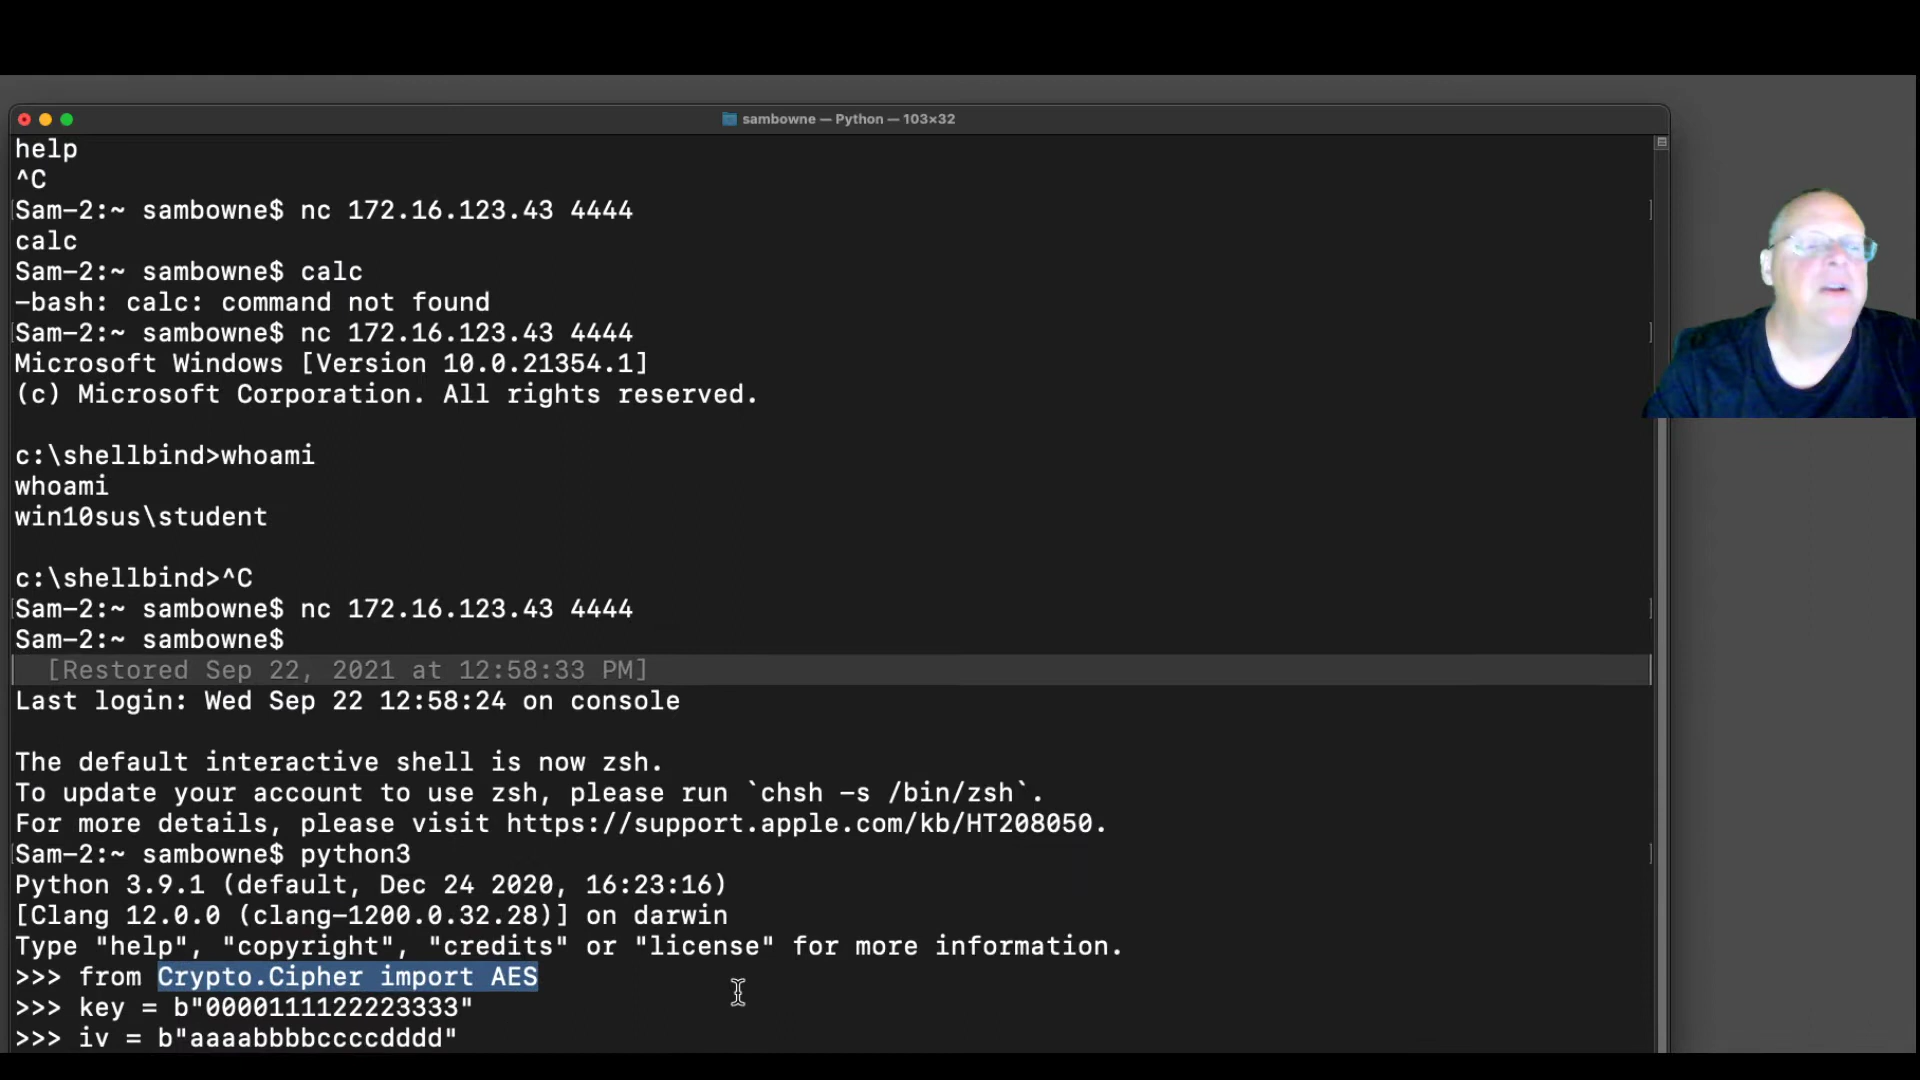 sambowne — Python — 103×32
help
^C
Sam-2:~ sambowne$ nc 172.16.123.43 4444
calc
Sam-2:~ sambowne$ calc
-bash: calc: command not found
Sam-2:~ sambowne$ nc 172.16.123.43 4444
Microsoft Windows [Version 10.0.21354.1]
(c) Microsoft Corporation. All rights reserved.
c:\shellbind>whoami
whoami
win10sus\student
c:\shellbind>^C
Sam-2:~ sambowne$ nc 172.16.123.43 4444
Sam-2:~ sambowne$
[Restored Sep 22, 2021 at 12:58:33 PM]
Last login: Wed Sep 22 12:58:24 on console
The default interactive shell is now zsh.
To update your account to use zsh, please run `chsh -s /bin/zsh`.
For more details, please visit https://support.apple.com/kb/HT208050.
Sam-2:~ sambowne$ python3
Python 3.9.1 (default, Dec 24 2020, 16:23:16)
[Clang 12.0.0 (clang-1200.0.32.28)] on darwin
Type "help", "copyright", "credits" or "license" for more information.
>>> from Crypto.Cipher import AES
>>> key = b"0000111122223333"
>>> iv = b"aaaabbbbccccdddd"